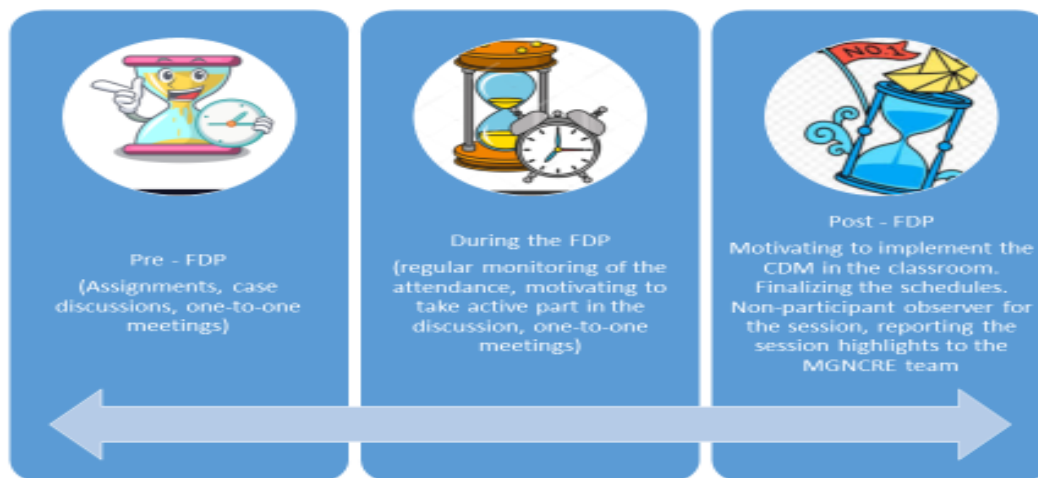 NO.1
Pre - FDP
(Assignments, case
discussions, one-to-one
meetings)
During the FDP
(regular monitoring of the
attendance, motivating to
take active part in the
discussion, one-to-one
meetings)
Post - FDP
Motivating to implement the
CDM in the classroom.
Finalizing the schedules.
Non-participant observer for
the session, reporting the
session highlights to the
MGNCRE team